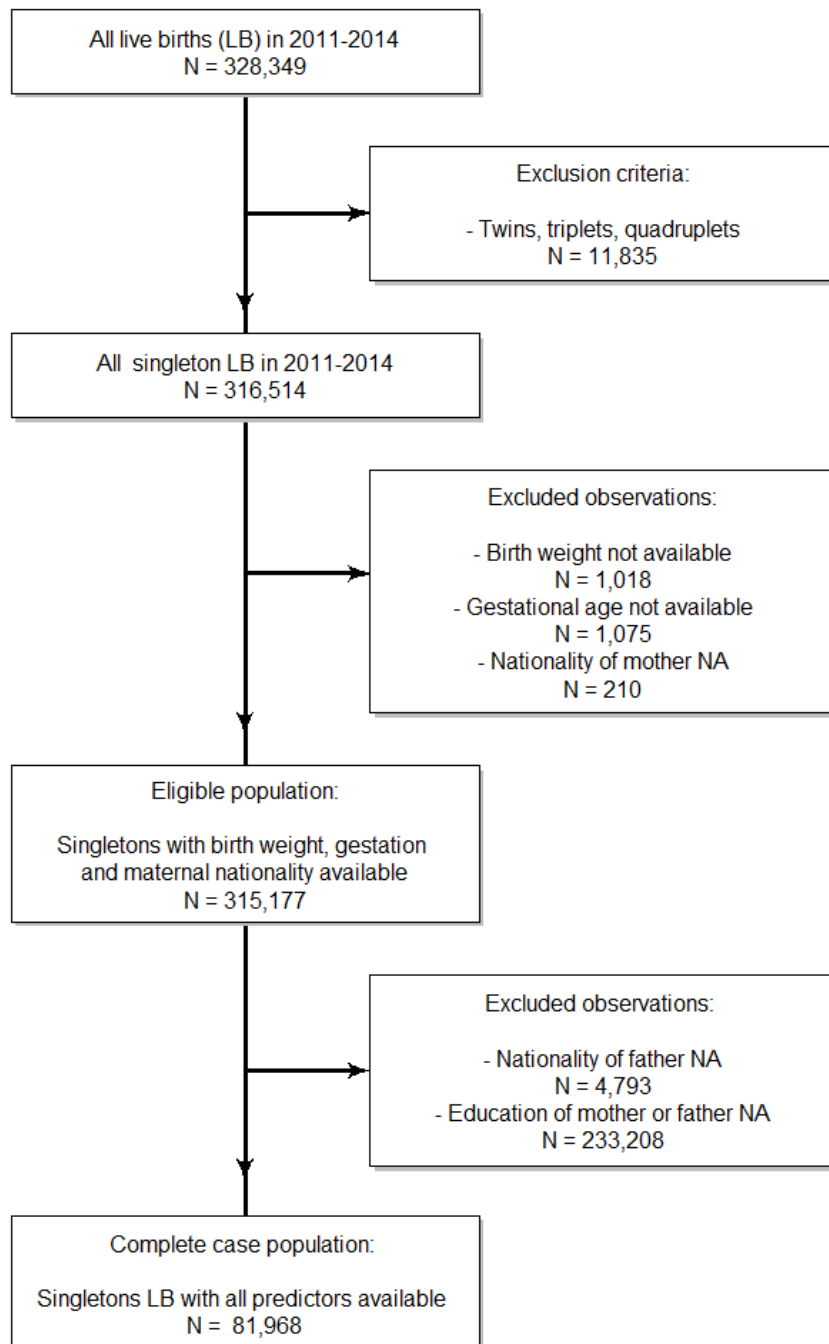 All live births (LB) in 2011-2014
N = 328,349
Exclusion criteria:
- Twins, triplets, quadruplets
N = 11,835
All  singleton LB in 2011-2014
N = 316,514
Excluded observations:
- Birth weight not available
N = 1,018
- Gestational age not available
N = 1,075
- Nationality of mother NA
N = 210
Eligible population:
Singletons with birth weight, gestation
and maternal nationality available
N = 315,177
Excluded observations:
- Nationality of father NA
N = 4,793
- Education of mother or father NA
N = 233,208
Complete case population:
Singletons LB with all predictors available
N =  81,968